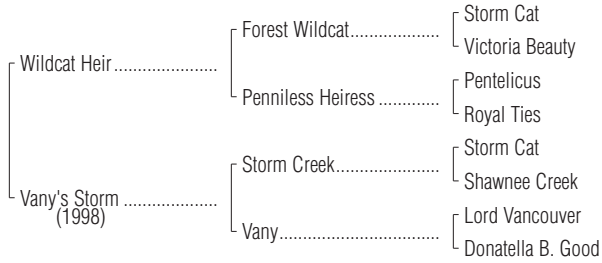 Storm Cat
Forest Wildcat....................
Victoria Beauty
Wildcat Heir.......................
Pentelicus
Penniless Heiress .............
Royal Ties
Storm Cat
Storm Creek.......................
Shawnee Creek
Vany's Storm ....................
(1998)
Lord Vancouver
Vany....................................
Donatella B. Good